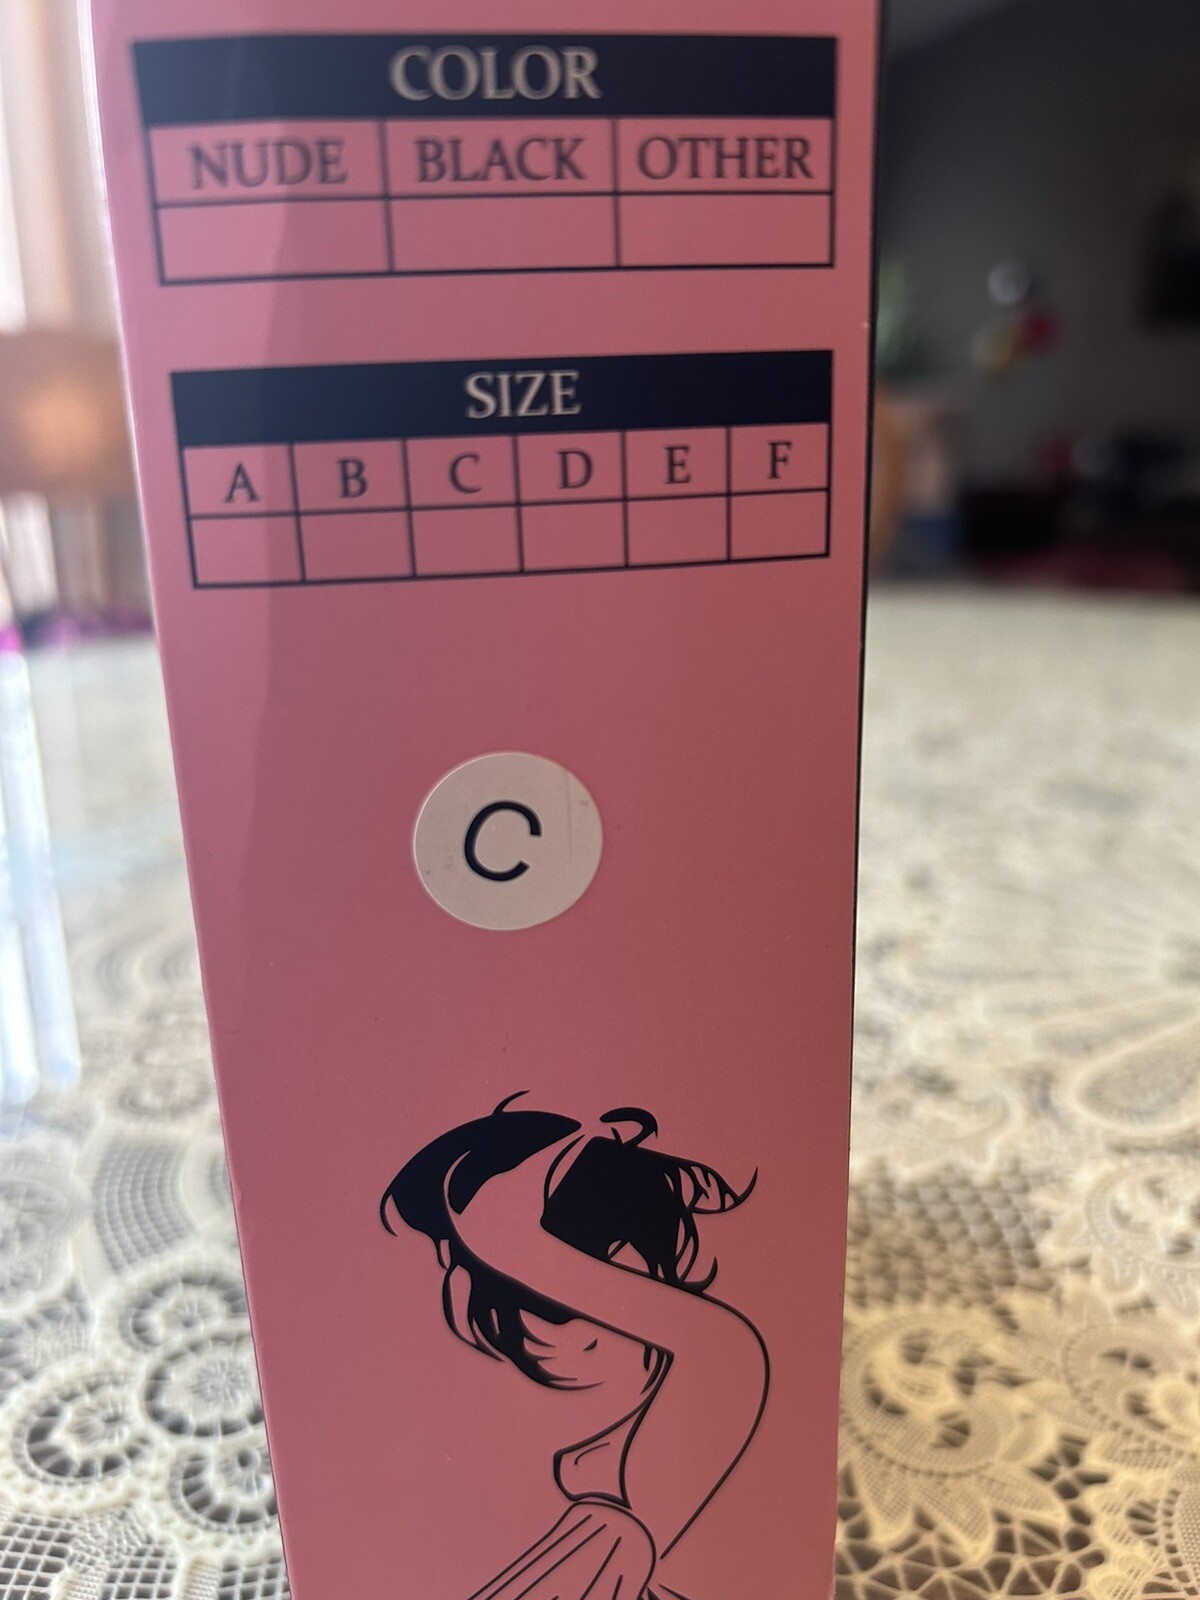 COLOR
NUDE BLACK OTHER
SIZE
A B C D E F
C